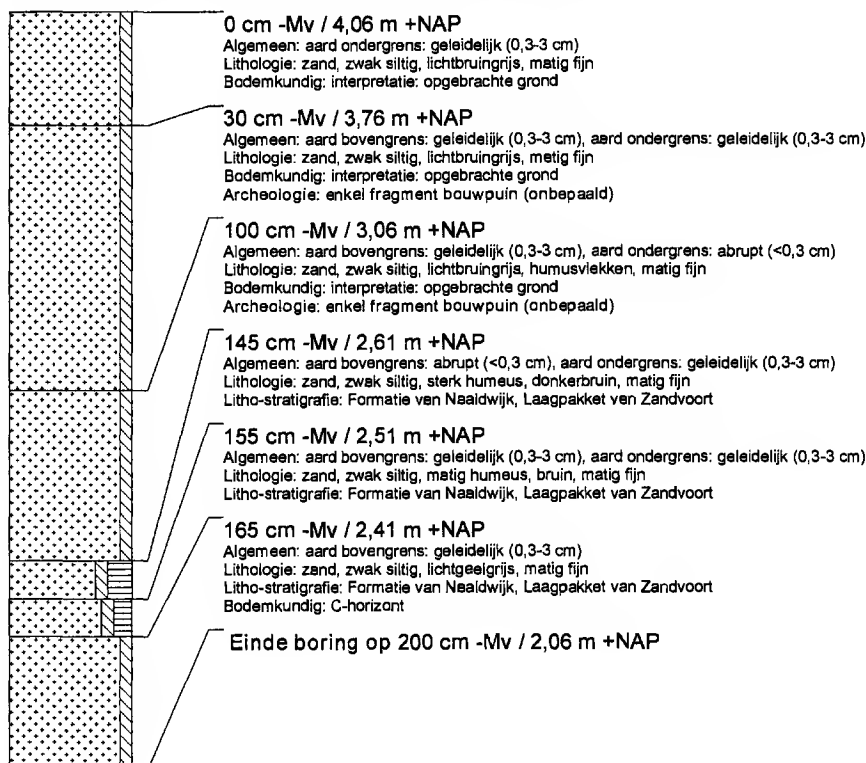 0 cm -Mv / 4,06 m +NAP
Algemeen: aard ondergrens: geleidelijk (0,3-3 cm)
Lithologie: zand, zwak siltig, lichtbruingrijs, matig fijn
Bodemkundig: interpretatie: opgebrachte grond
30 cm -Mv / 3,76 m +NAP
Algemeen: aard bovengrens: geleidelijk (0,3-3 cm), aard ondergrens: geleidelijk (0,3-3 cm)
Lithologie: zand, zwak siltig, lichtbruingrijs, matig fijn
Bodemkundig: interpretatie: opgebrachte grond
Archeologie: enkel fragment bouwpuin (onbepaald)
100 cm -Mv / 3,06 m +NAP
Algemeen: aard bovengrens: geleidelijk (0,3-3 cm), aard ondergrens: abrupt (<0,3 cm)
Lithologie: zand, zwak siltig, lichtbruingrijs, humusvlekken, matig fijn
Bodemkundig: interpretatie: opgebrachte grond
Archeologie: enkel fragment bouwpuin (onbepaald)
145 cm -Mv / 2,61 m +NAP
Algemeen: aard bovengrens: abrupt (<0,3 cm), aard ondergrens: geleidelijk (0,3-3 cm)
Lithologie: zand, zwak siltig, sterk humeus, donkerbruin, matig fijn
Litho-stratigrafie: Formatie van Naaldwijk, Laagpakket van Zandvoort
155 cm -Mv / 2,51 m +NAP
Algemeen: aard bovengrens: geleidelijk (0,3-3 cm), aard ondergrens: geleidelijk (0,3-3 cm)
Lithologie: zand, zwak siltig, matig humeus, bruin, matig fijn
Litho-stratigrafie: Formatie van Naaldwijk, Laagpakket van Zandvoort
165 cm -Mv / 2,41 m +NAP
Algemeen: aard bovengrens: geleidelijk (0,3-3 cm)
Lithologie: zand, zwak siltig, lichtgeelgrijs, matig fijn
Litho-stratigrafie: Formatie van Naaldwijk, Laagpakket van Zandvoort
Bodemkundig: C-horizont
Einde boring op 200 cm -Mv / 2,06 m +NAP